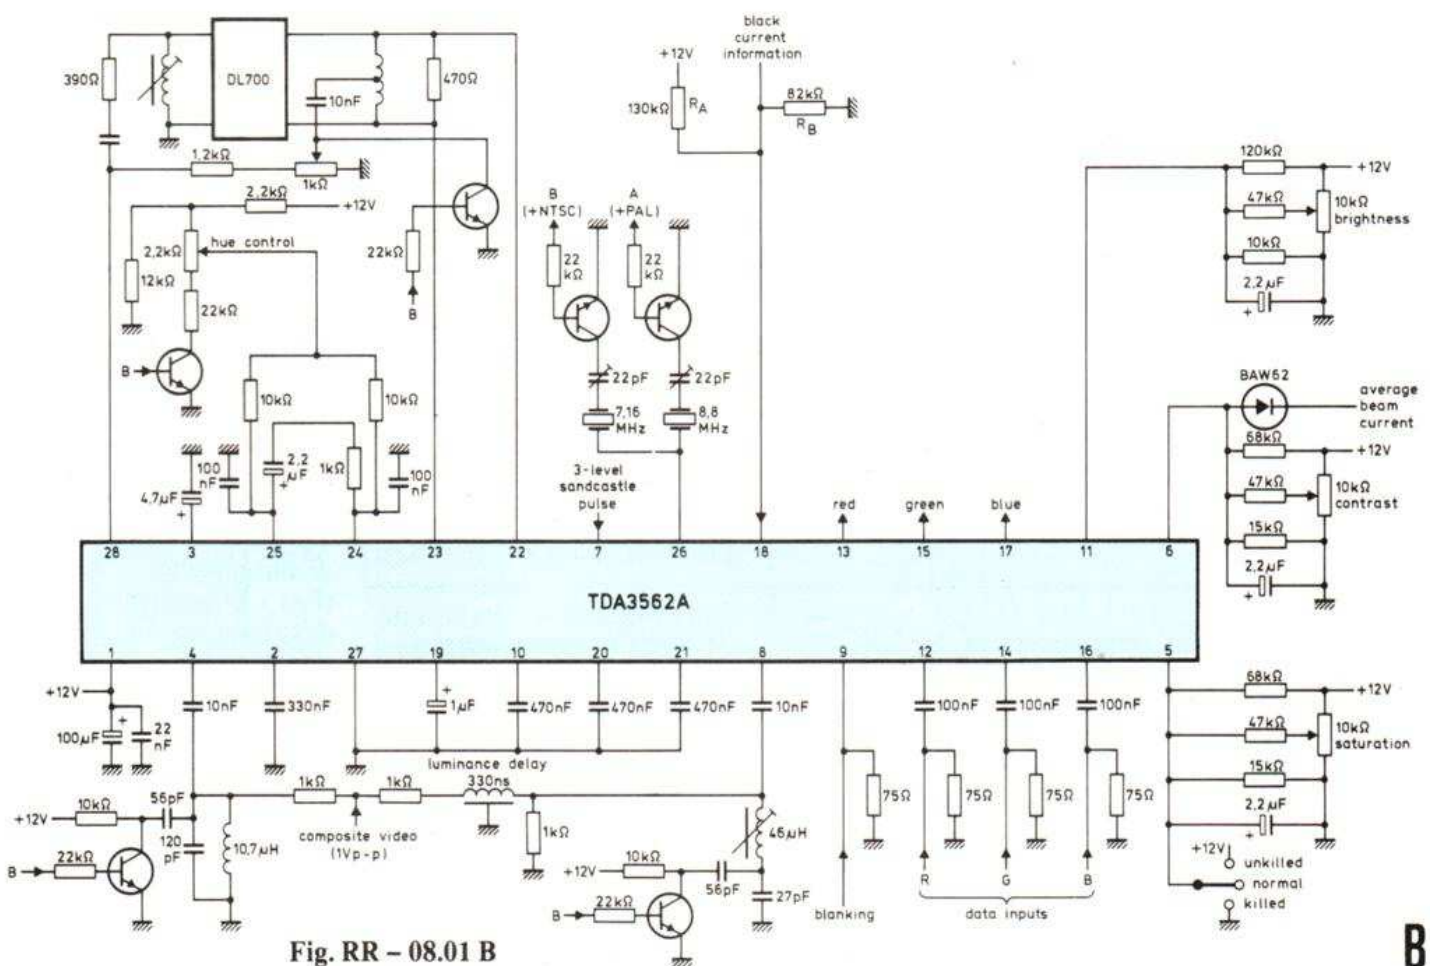 390Ω
DL700
10nF
470Ω
1,2kΩ
1kΩ
2,2kΩ
+12V
2,2kΩ
hue control
12kΩ
22kΩ
B
22kΩ
B
10kΩ
10kΩ
4,7µF
+
100
nF
2,2
µF
+
1kΩ
100
nF
B
(+NTSC)
A
(+PAL)
22
kΩ
22
kΩ
22pF
22pF
7,16
MHz
8,8
MHz
3-level
sandcastle
pulse
black
current
information
+12V
130kΩ
RA
82kΩ
RB
red
green
blue
120kΩ
+12V
47kΩ
10kΩ
brightness
10kΩ
2,2µF
+
BAW62
average
beam
current
68kΩ
+12V
47kΩ
10kΩ
contrast
15kΩ
2,2µF
+
28 3 25 24 23 22 7 26 18 13 15 17 11 6
TDA3562A
1 4 2 27 19 10 20 21 8 9 12 14 16 5
+12V
100µF
+
22
nF
10nF
330nF
+
1µF
470nF
470nF
470nF
10nF
100nF
100nF
100nF
luminance delay
330ns
1kΩ
1kΩ
1kΩ
composite video
(1Vp-p)
+12V
10kΩ
56pF
120
pF
10,7µH
B
22kΩ
+12V
10kΩ
56pF
46µH
27pF
B
22kΩ
75Ω
75Ω
75Ω
75Ω
blanking
R
G
B
data inputs
68kΩ
+12V
47kΩ
10kΩ
saturation
15kΩ
2,2µF
+
+12V
unkilled
normal
killed
Fig. RR – 08.01 B
B